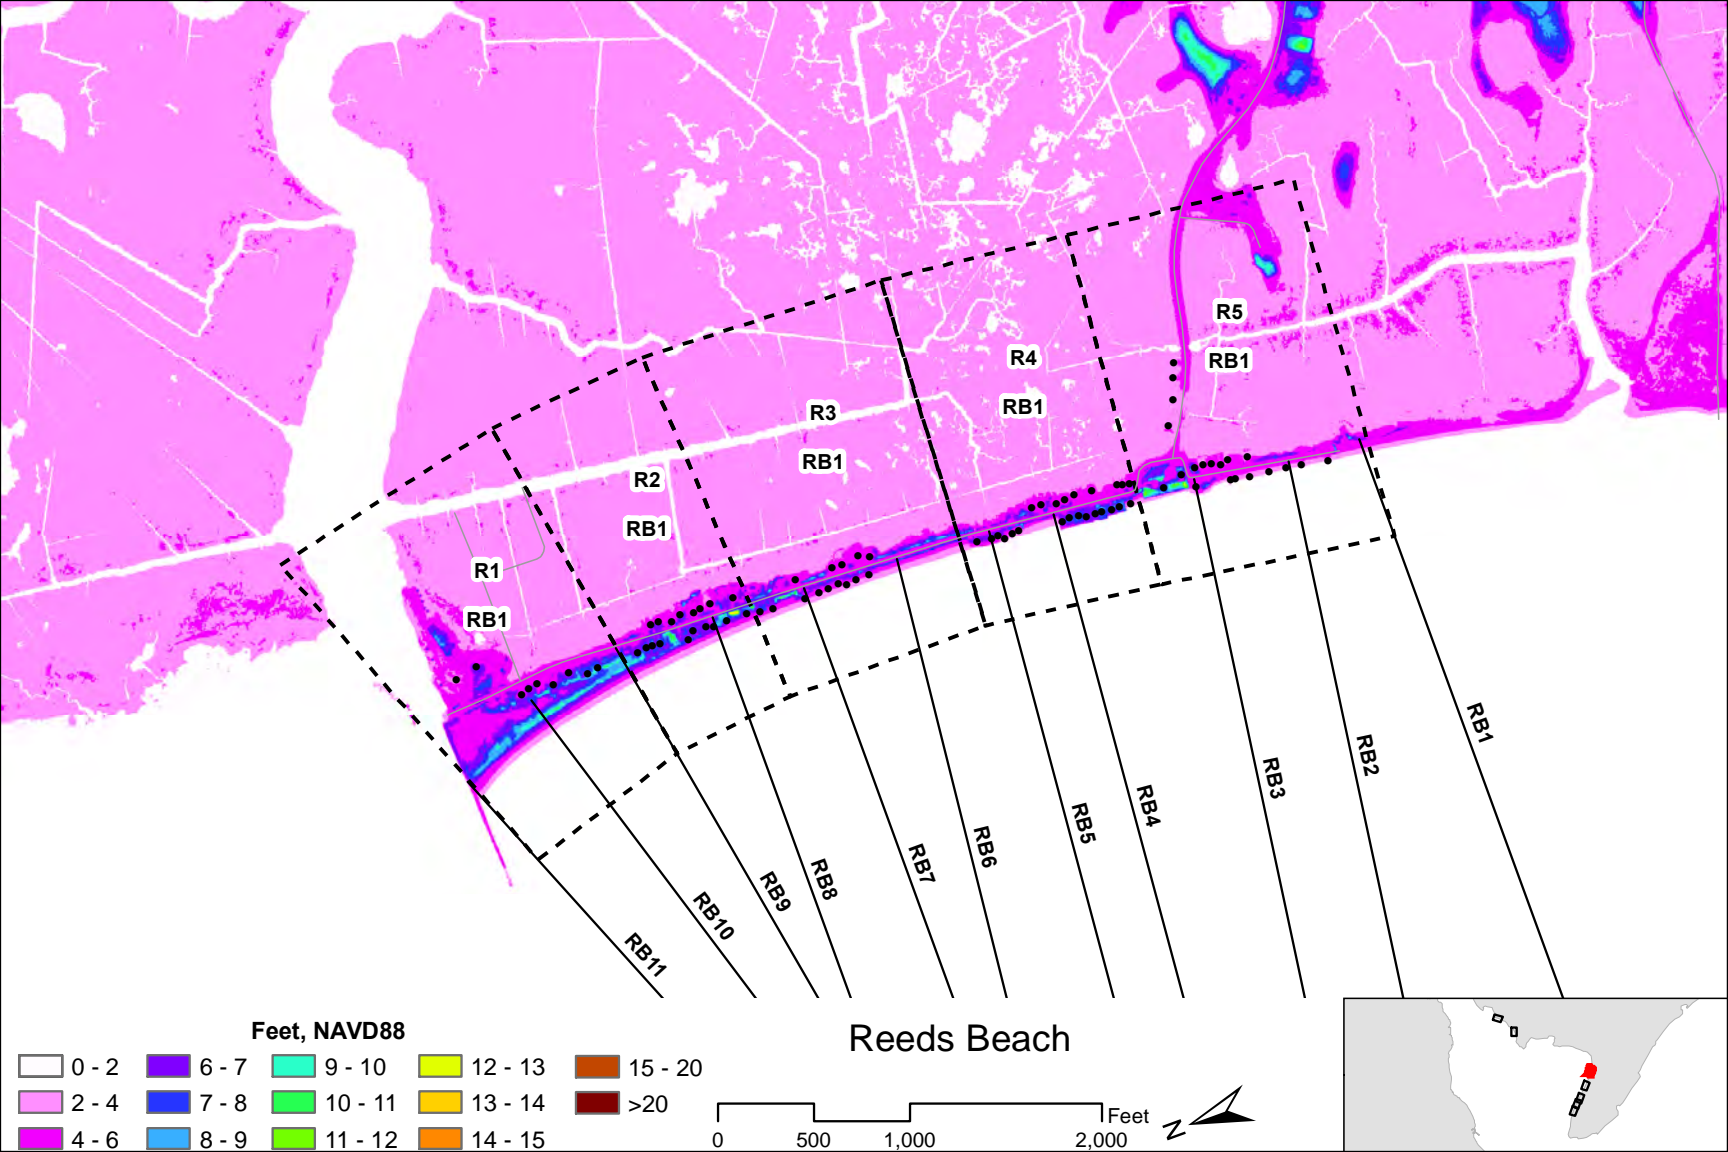 R5
RB1
R4
RB1
R3
RB1
R2
RB1
R1
RB1
RB1
RB2
RB3
RB4
RB5
RB6
RB7
RB8
RB9
RB10
RB11
Feet, NAVD88
0 - 2
2 - 4
4 - 6
6 - 7
7 - 8
8 - 9
9 - 10
10 - 11
11 - 12
12 - 13
13 - 14
14 - 15
15 - 20
>20
Reeds Beach
Feet
0 500 1,000 2,000
N